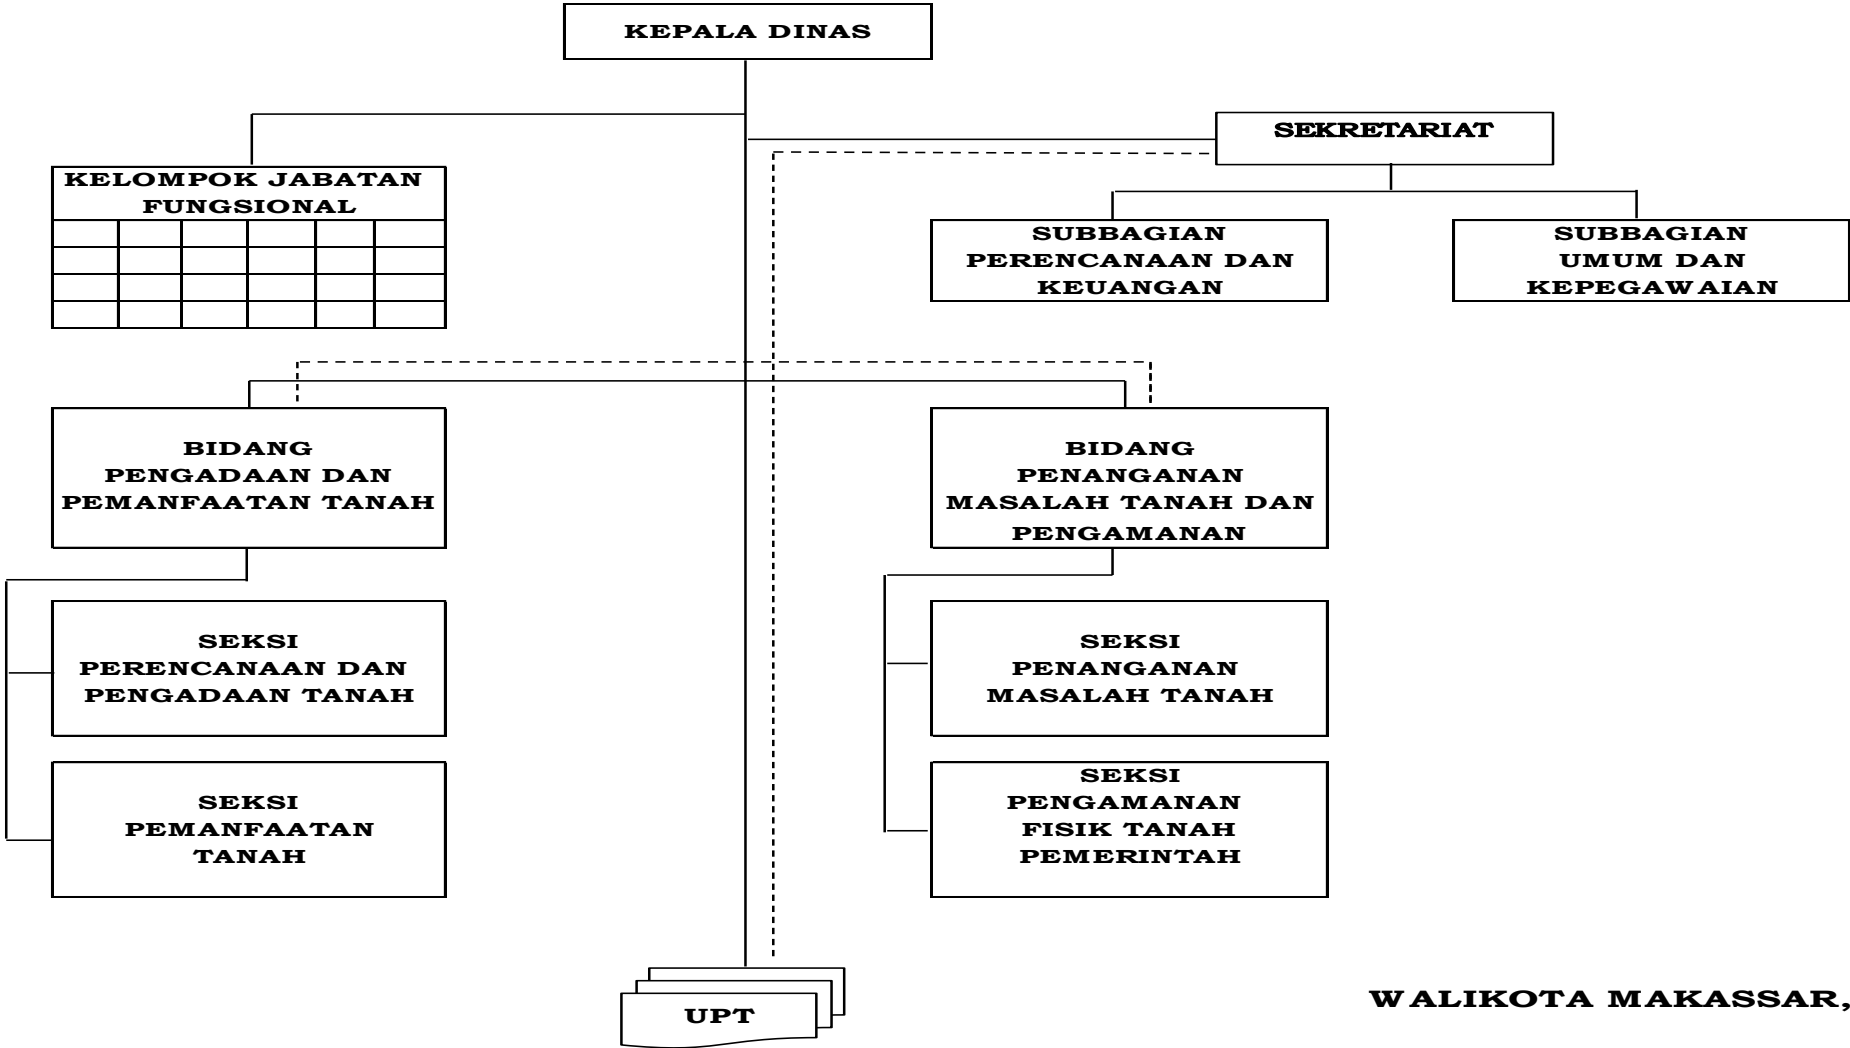 KEPALA DINAS
SEKRETARIAT
KELOMPOK JABATAN
FUNGSIONAL
SUBBAGIAN
PERENCANAAN DAN
KEUANGAN
SUBBAGIAN
UMUM DAN
KEPEGAWAIAN
BIDANG
PENGADAAN DAN
PEMANFAATAN TANAH
BIDANG
PENANGANAN
MASALAH TANAH DAN
PENGAMANAN
SEKSI
PERENCANAAN DAN
PENGADAAN TANAH
SEKSI
PENANGANAN
MASALAH TANAH
SEKSI
PEMANFAATAN
TANAH
SEKSI
PENGAMANAN
FISIK TANAH
PEMERINTAH
UPT
WALIKOTA MAKASSAR,